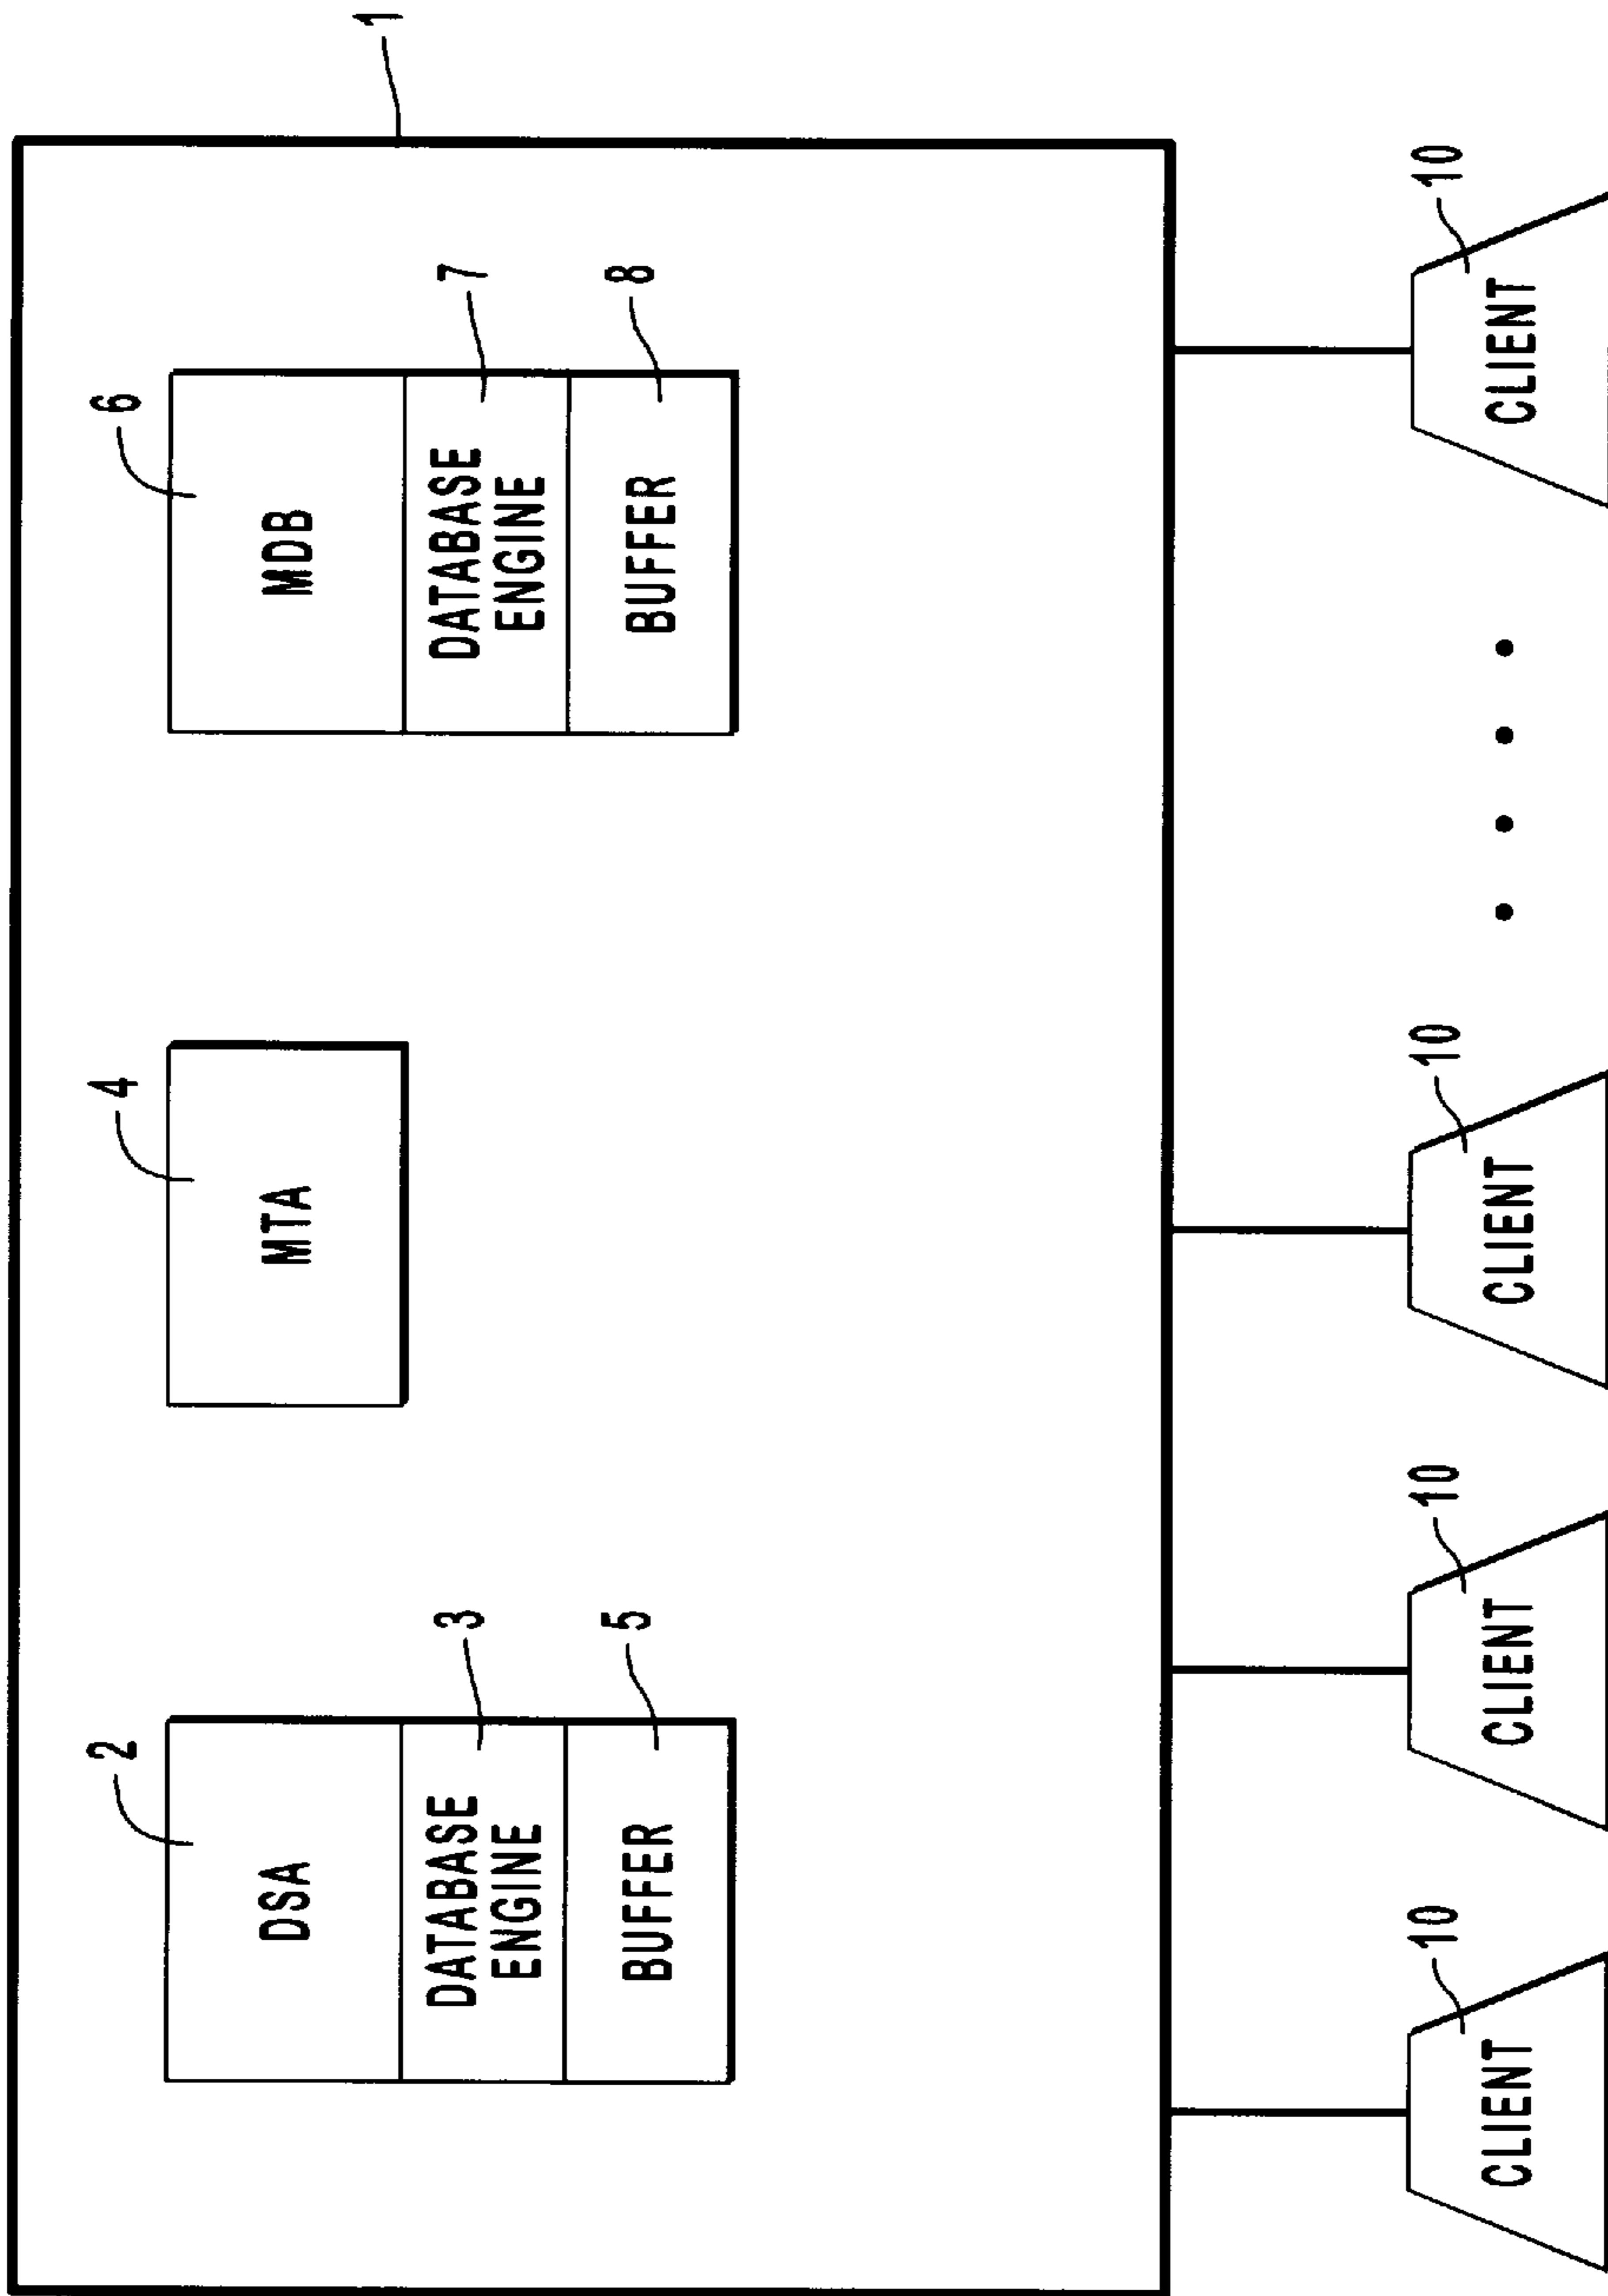 1
2
DSA
3
DATABASE
ENGINE
5
BUFFER
4
MTA
6
MDB
7
DATABASE
ENGINE
8
BUFFER
10
CLIENT
10
CLIENT
10
CLIENT
10
CLIENT